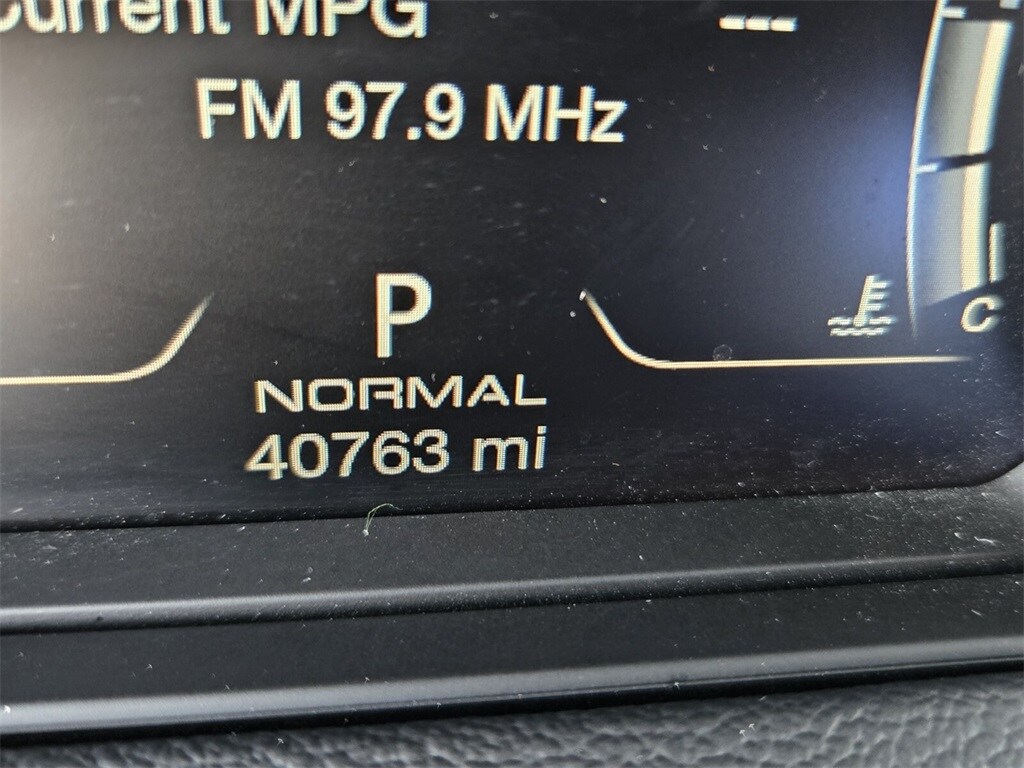 Current MPG ---
FM 97.9 MHz
P
C
NORMAL
40763 mi